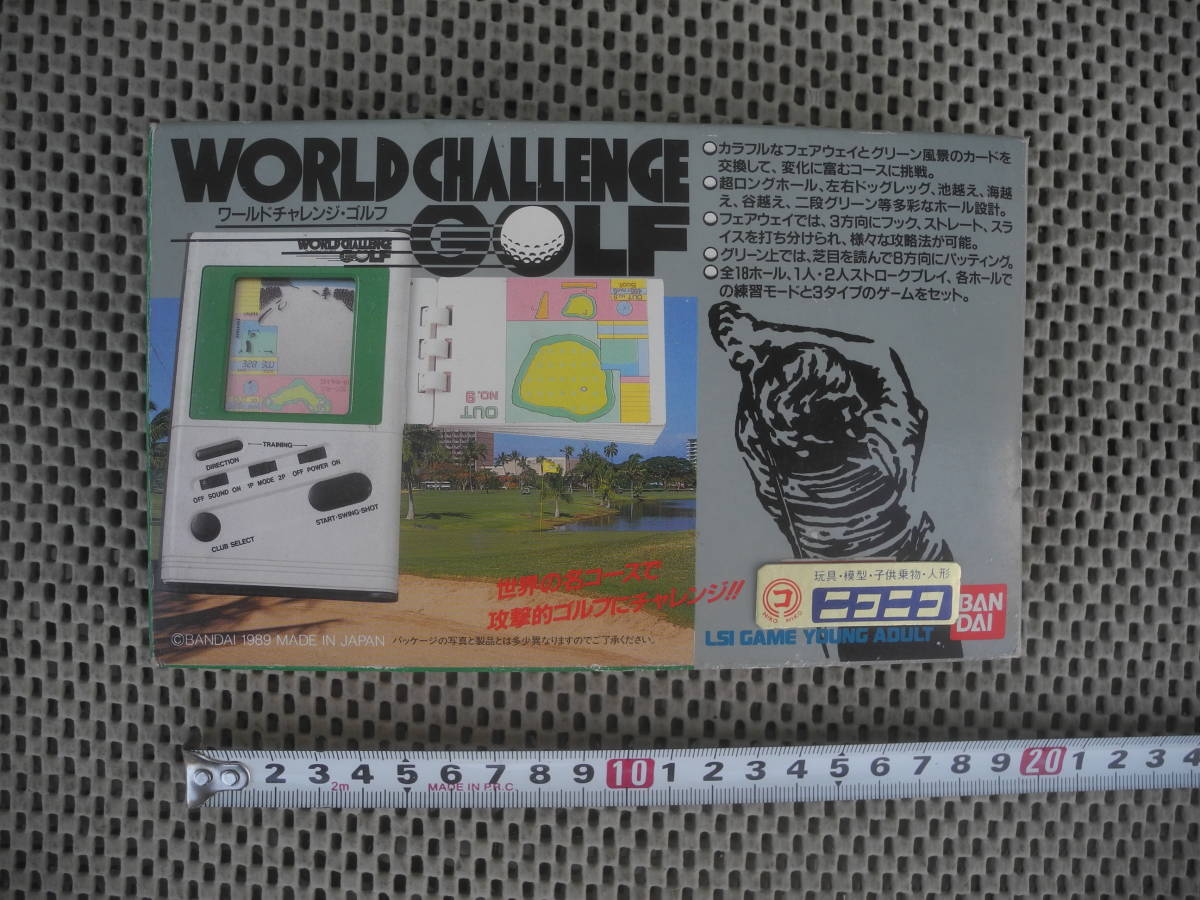 WORLD CHALLENGE
ワールドチャレンジ・ゴルフ
GOLF
カラフルなフェアウェイとグリーン風景のカードを
交換して、変化に富むコースに挑戦。
超ロングホール、左右ドッグレッグ、池越え、海越
え、谷越え、二段グリーン等多彩なホール設計。
フェアウェイでは、3方向にフック、ストレート、スラ
イスを打ち分けられ、様々な攻略法が可能。
グリーン上では、芝目を読んで8方向にパッティング。
全18ホール、1人・2人ストロークプレイ、各ホールで
の練習モードと3タイプのゲームをセット。
WORLD CHALLENGE
GOLF
OUT
NO.9
TRAINING
DIRECTION
OFF SOUND ON 1P MODE 2P OFF POWER ON
START・SWING・SHOT
CLUB SELECT
世界の名コースで
攻撃的ゴルフにチャレンジ!!
©BANDAI 1989 MADE IN JAPAN
パッケージの写真と製品とは多少異なりますのでご了承ください。
玩具・模型・子供乗物・人形
コ
NIKO NIKO
ニコニコ
LSI GAME YOUNG ADULT
BAN
DAI
2 3 4 5 6 7 8 9 10 1 2 3 4 5 6 7 8 9 20 1 2 3 4
2m
MADE IN P.R.C.